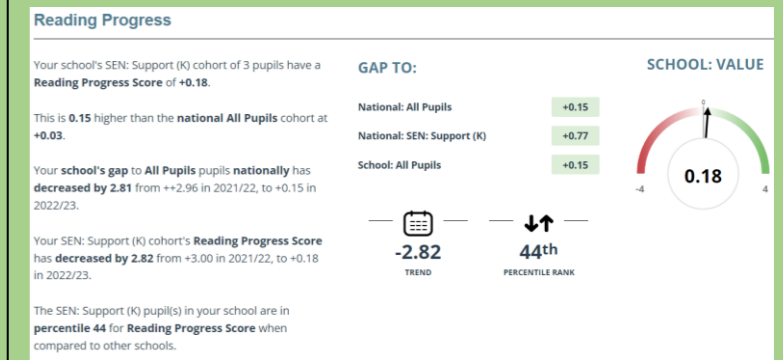 Reading Progress
Your school's SEN: Support (K) cohort of 3 pupils have a
Reading Progress Score of +0.18.
This is 0.15 higher than the national All Pupils cohort at
+0.03.
Your school's gap to All Pupils pupils nationally has
decreased by 2.81 from ++2.96 in 2021/22, to +0.15 in
2022/23.
Your SEN: Support (K) cohort's Reading Progress Score
has decreased by 2.82 from +3.00 in 2021/22, to +0.18
in 2022/23.
The SEN: Support (K) pupil(s) in your school are in
percentile 44 for Reading Progress Score when
compared to other schools.
GAP TO:
National: All Pupils +0.15
National: SEN: Support (K) +0.77
School: All Pupils +0.15
-2.82
TREND
44th
PERCENTILE RANK
SCHOOL: VALUE
0
0.18
-4
4